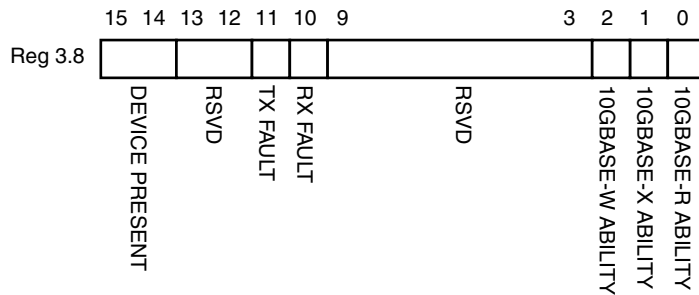 15 14 13 12 11 10 9 3 2 1 0
Reg 3.8
DEVICE PRESENT
RSVD
TX FAULT
RX FAULT
RSVD
10GBASE-W ABILITY
10GBASE-X ABILITY
10GBASE-R ABILITY